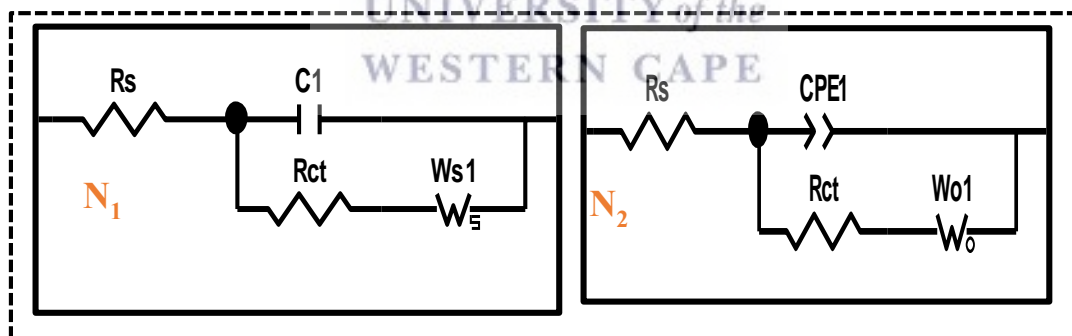 UNIVERSITY of the
WESTERN CAPE
Rs
C1
Rct
Ws1
S
N1
Rs
CPE1
Rct
Wo1
O
N2